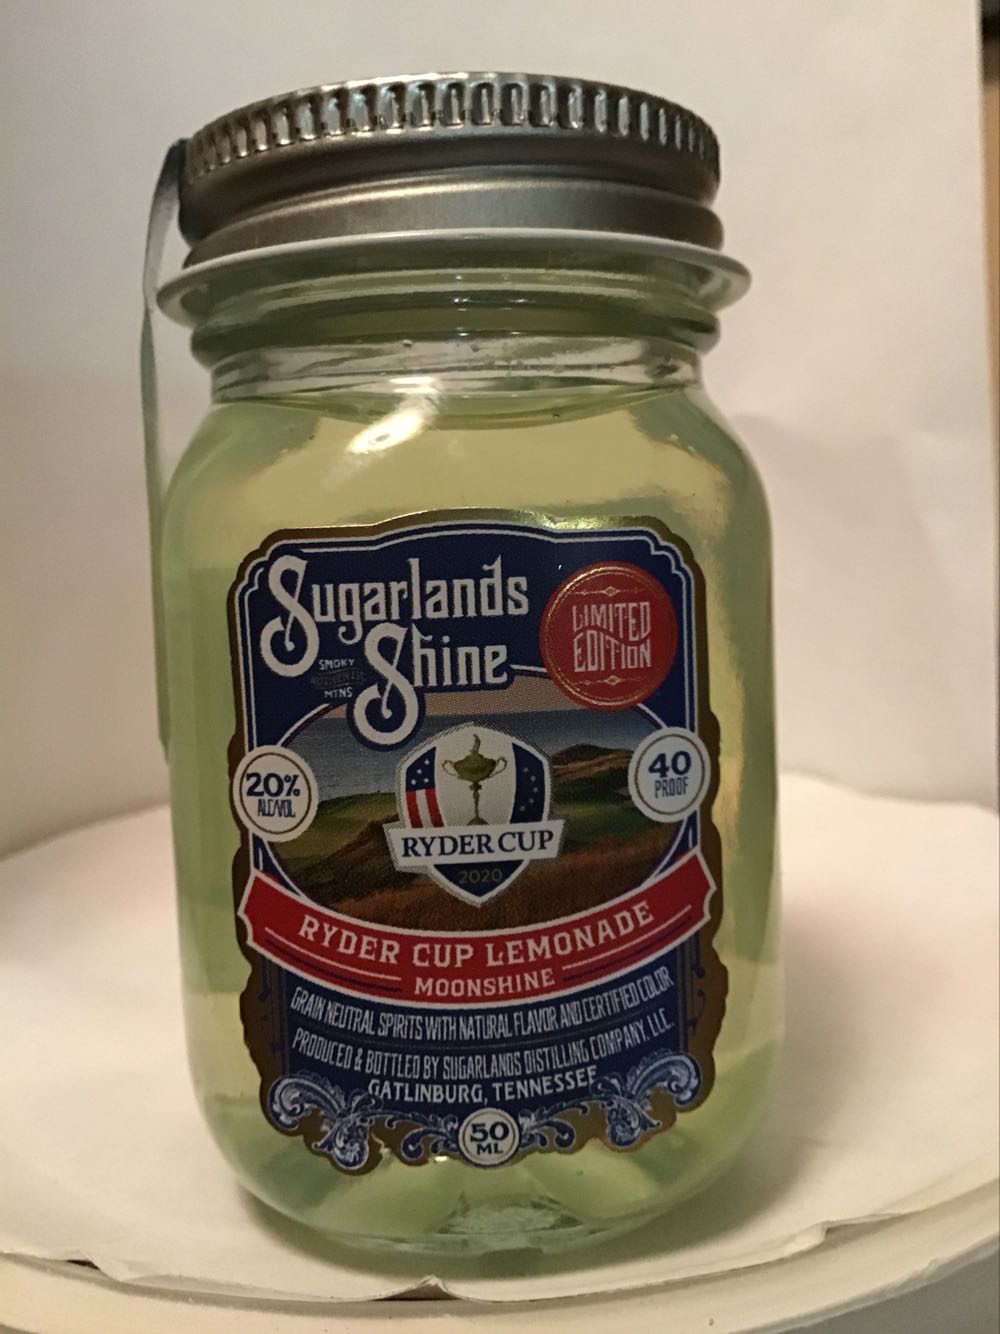 Sugarlands
Shine
SMOKY
AUTHENTIC
MTNS
LIMITED
EDITION
20%
ALC/VOL
40
PROOF
RYDER CUP
2020
RYDER CUP LEMONADE
MOONSHINE
GRAIN NEUTRAL SPIRITS WITH NATURAL FLAVOR AND CERTIFIED COLOR
PRODUCED & BOTTLED BY SUGARLANDS DISTILLING COMPANY, LLC.
GATLINBURG, TENNESSEE
50
ML